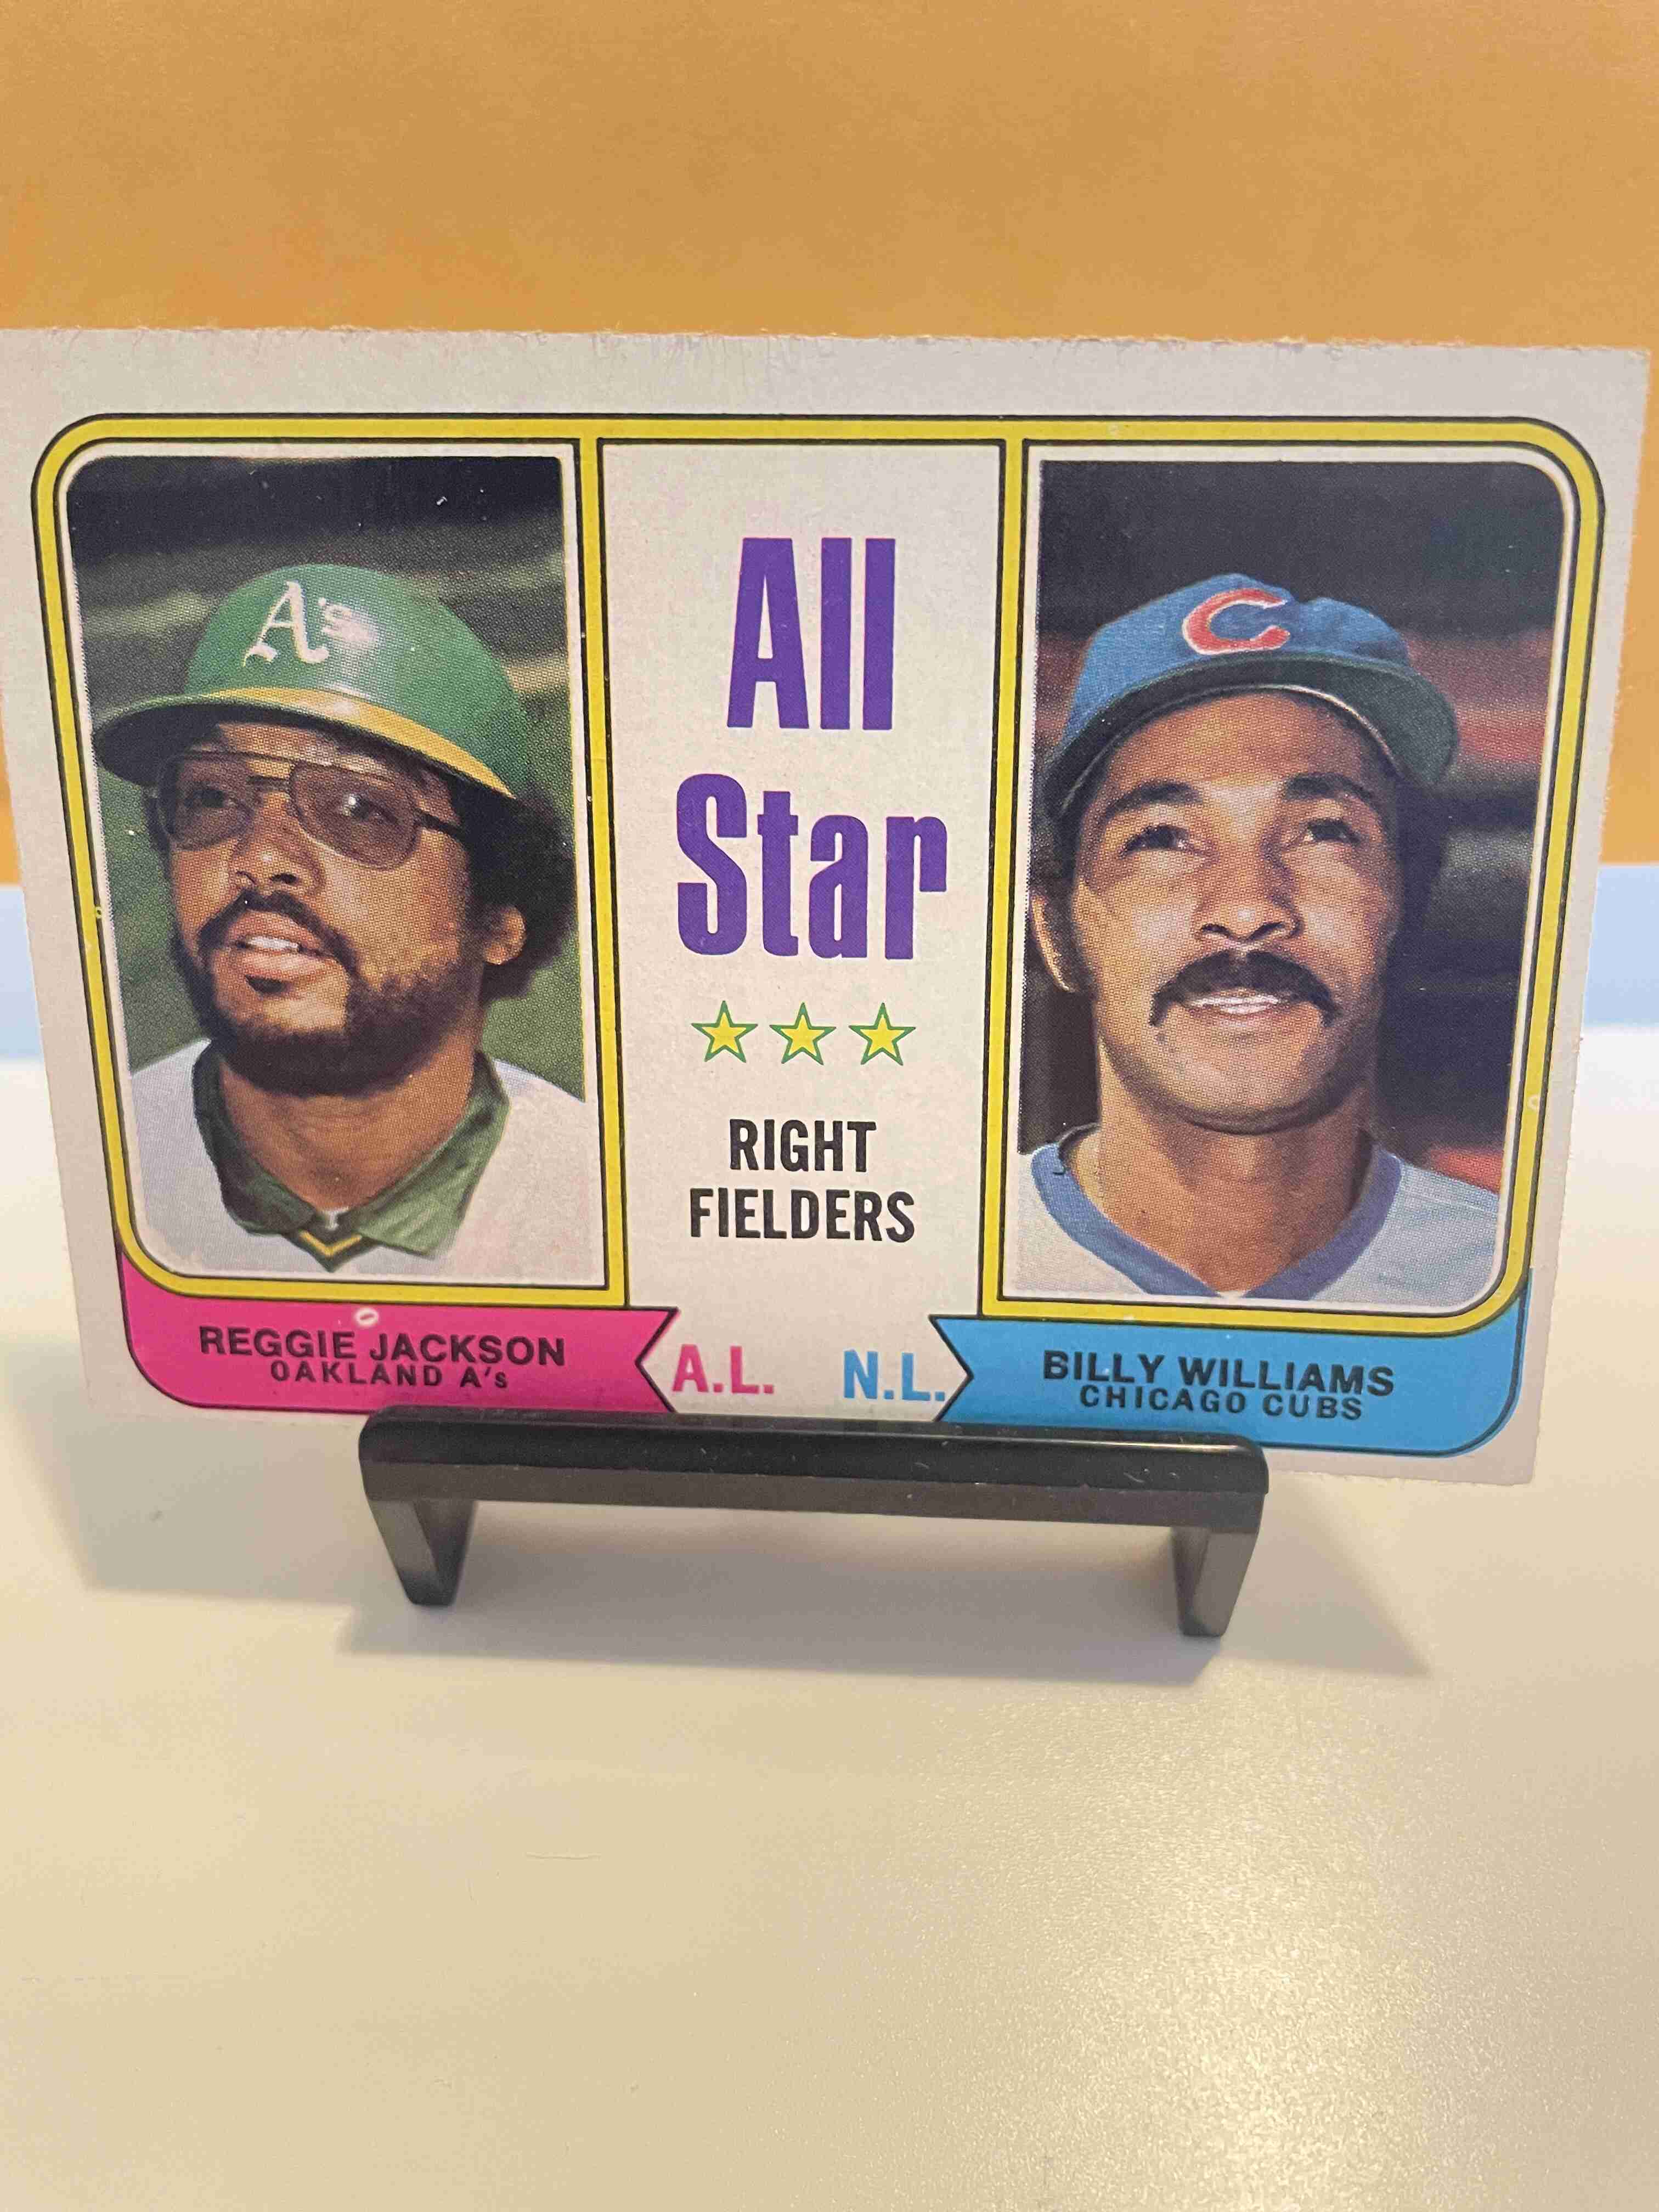 A's
C
All
Star
RIGHT
FIELDERS
REGGIE JACKSON
OAKLAND A's
A.L.
N.L.
BILLY WILLIAMS
CHICAGO CUBS